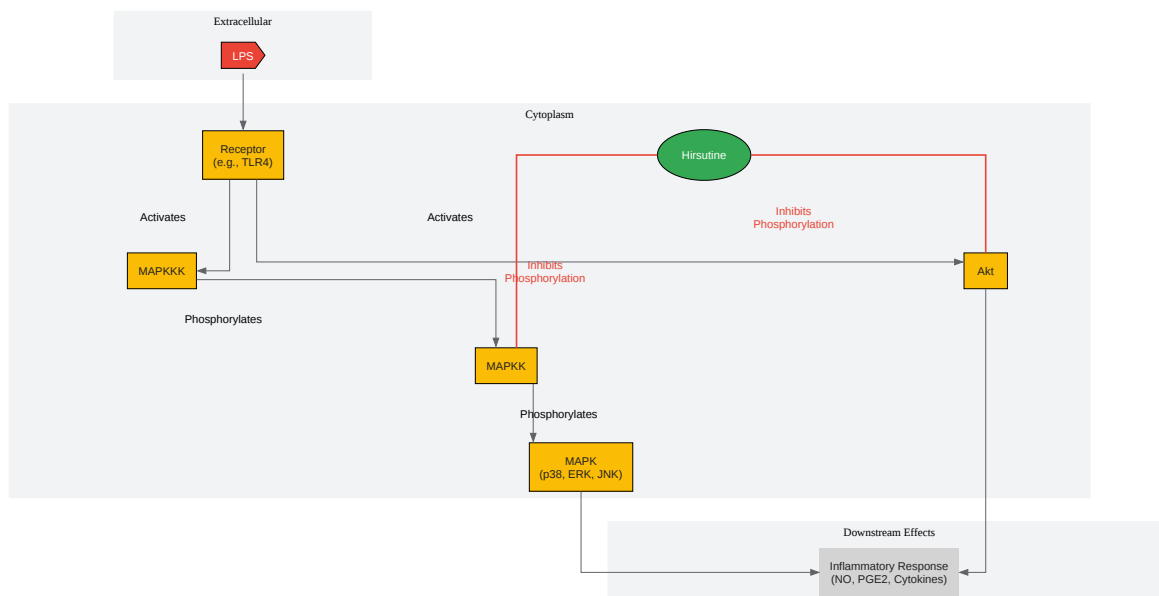 Extracellular
LPS
Cytoplasm
Receptor
(e.g., TLR4)
Hirsutine
Activates
Activates
Inhibits
Phosphorylation
MAPKKK
Inhibits
Phosphorylation
Akt
Phosphorylates
MAPKK
Phosphorylates
MAPK
(p38, ERK, JNK)
Downstream Effects
Inflammatory Response
(NO, PGE2, Cytokines)